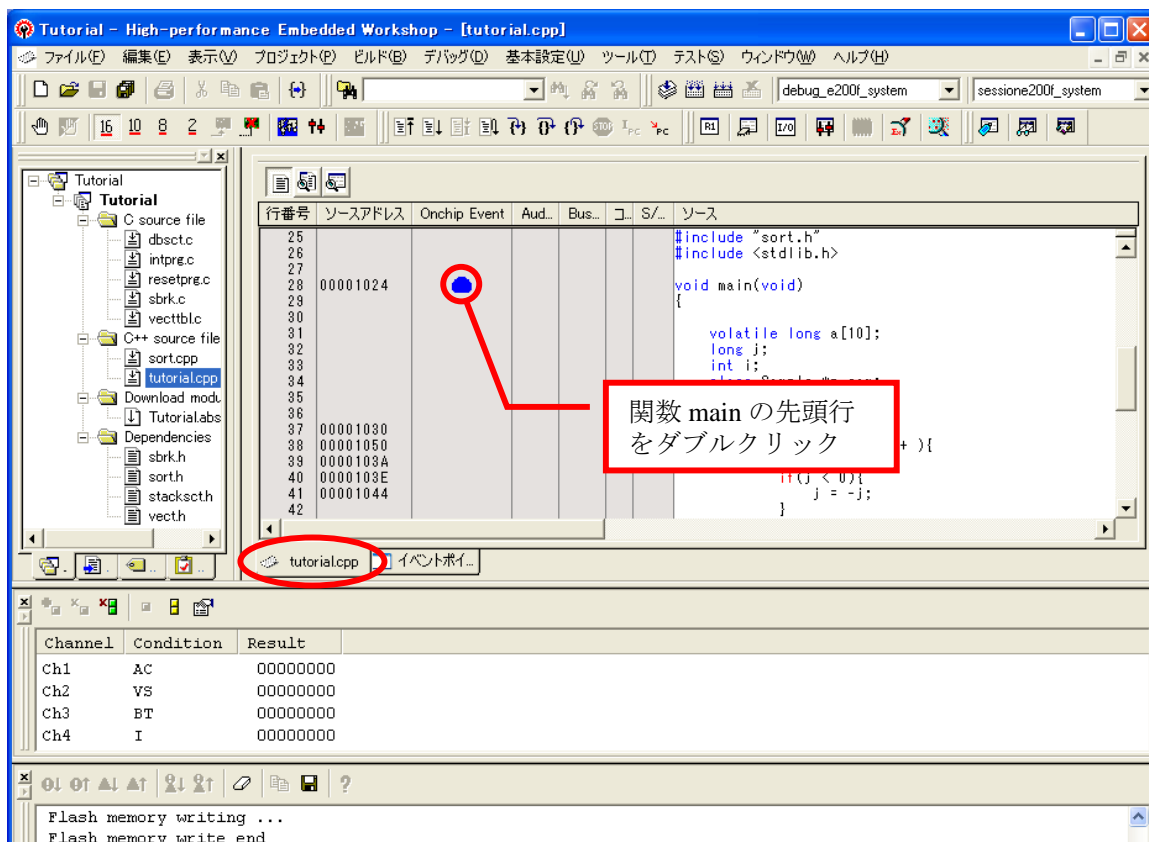 Tutorial - High-performance Embedded Workshop - [tutorial.cpp]
ファイル(F) 編集(E) 表示(V) プロジェクト(P) ビルド(B) デバッグ(D) 基本設定(U) ツール(T) テスト(S) ウィンドウ(W) ヘルプ(H)
debug_e200f_system sessione200f_system
16 10 8 2
Tutorial
Tutorial
C source file
dbsct.c
intprg.c
resetprg.c
sbrk.c
vecttbl.c
C++ source file
sort.cpp
tutorial.cpp
Download modu
Tutorial.abs
Dependencies
sbrk.h
sort.h
stacksct.h
vect.h
行番号 ソースアドレス Onchip Event Aud... Bus... コ... S/... ソース
25 #include "sort.h"
26 #include <stdlib.h>
27
28 00001024 void main(void)
29 {
30
31 volatile long a[10];
32 long j;
33 int i;
34
35
36
37 00001030
38 00001050 + ){
39 0000103A
40 0000103E if(j < 0){
41 00001044 j = -j;
42 }
関数 main の先頭行
をダブルクリック
tutorial.cpp イベントポイ...
Channel Condition Result
Ch1 AC 00000000
Ch2 VS 00000000
Ch3 BT 00000000
Ch4 I 00000000
Flash memory writing ...
Flash memory write end